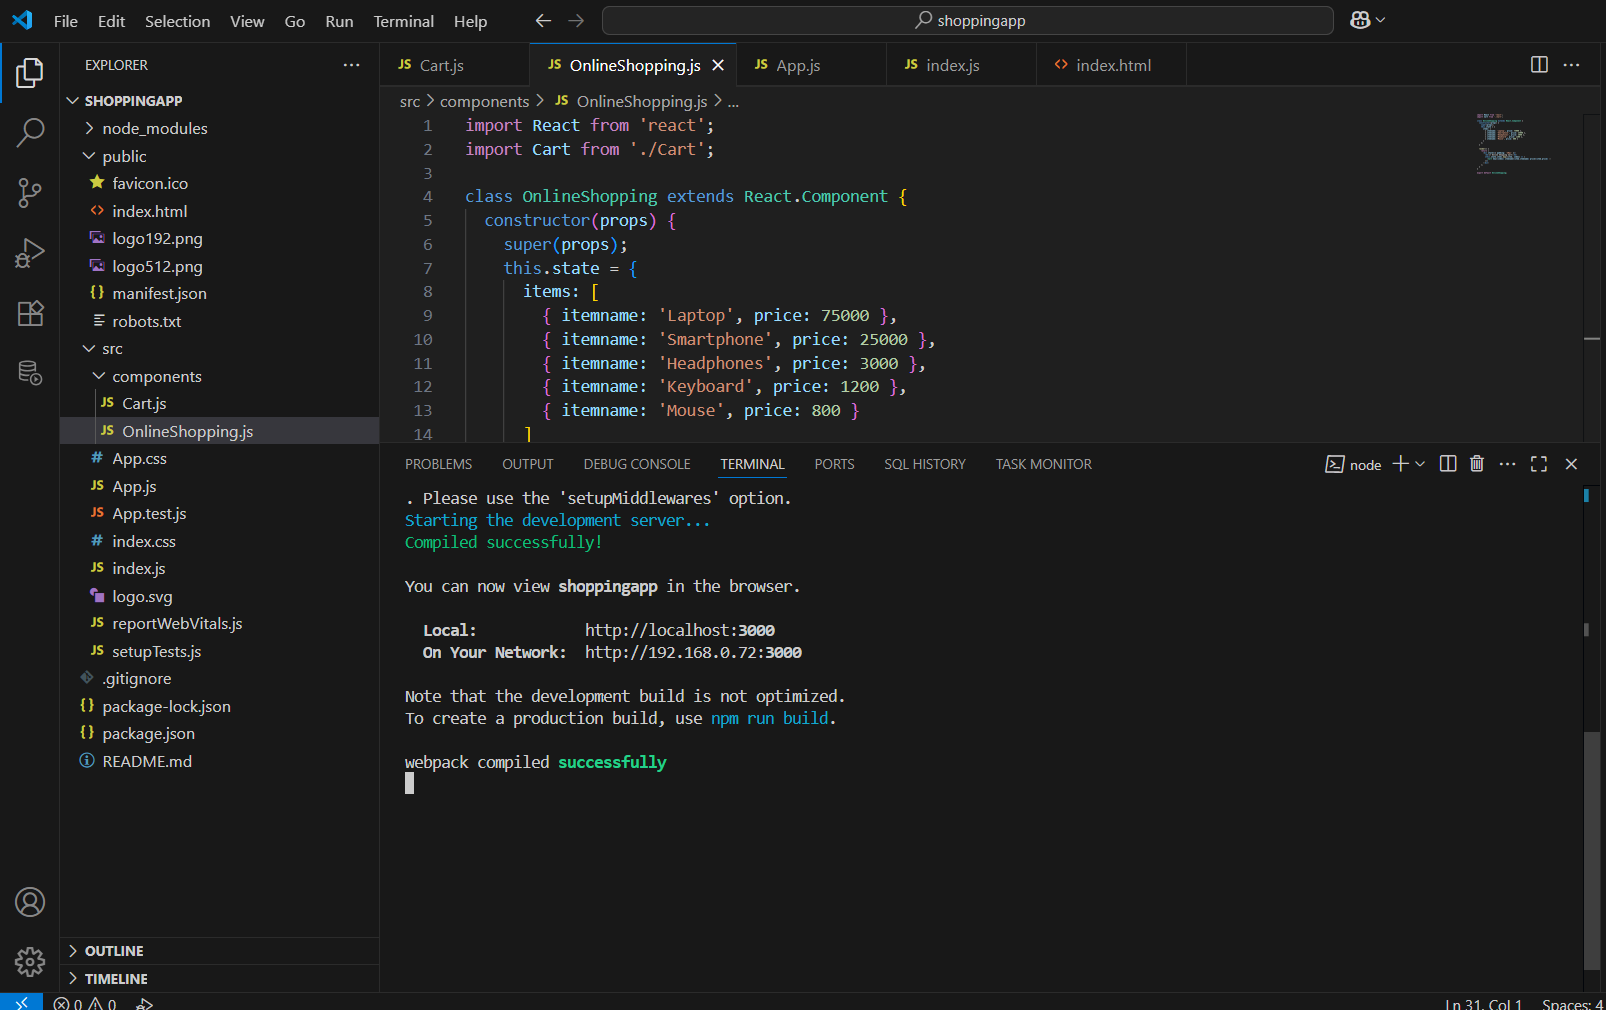 File Edit Selection View Go Run Terminal Help
shoppingapp
EXPLORER
SHOPPINGAPP
node_modules
public
favicon.ico
index.html
logo192.png
logo512.png
manifest.json
robots.txt
src
components
Cart.js
OnlineShopping.js
App.css
App.js
App.test.js
index.css
index.js
logo.svg
reportWebVitals.js
setupTests.js
.gitignore
package-lock.json
package.json
README.md
OUTLINE
TIMELINE
JS Cart.js JS OnlineShopping.js JS App.js JS index.js <> index.html
src > components > JS OnlineShopping.js > ...
1 import React from 'react';
2 import Cart from './Cart';
3
4 class OnlineShopping extends React.Component {
5 constructor(props) {
6 super(props);
7 this.state = {
8 items: [
9 { itemname: 'Laptop', price: 75000 },
10 { itemname: 'Smartphone', price: 25000 },
11 { itemname: 'Headphones', price: 3000 },
12 { itemname: 'Keyboard', price: 1200 },
13 { itemname: 'Mouse', price: 800 }
14 ]
PROBLEMS OUTPUT DEBUG CONSOLE TERMINAL PORTS SQL HISTORY TASK MONITOR
node
. Please use the 'setupMiddlewares' option.
Starting the development server...
Compiled successfully!
You can now view shoppingapp in the browser.
Local: http://localhost:3000
On Your Network: http://192.168.0.72:3000
Note that the development build is not optimized.
To create a production build, use npm run build.
webpack compiled successfully
0 0
Ln 31, Col 1 Spaces: 4